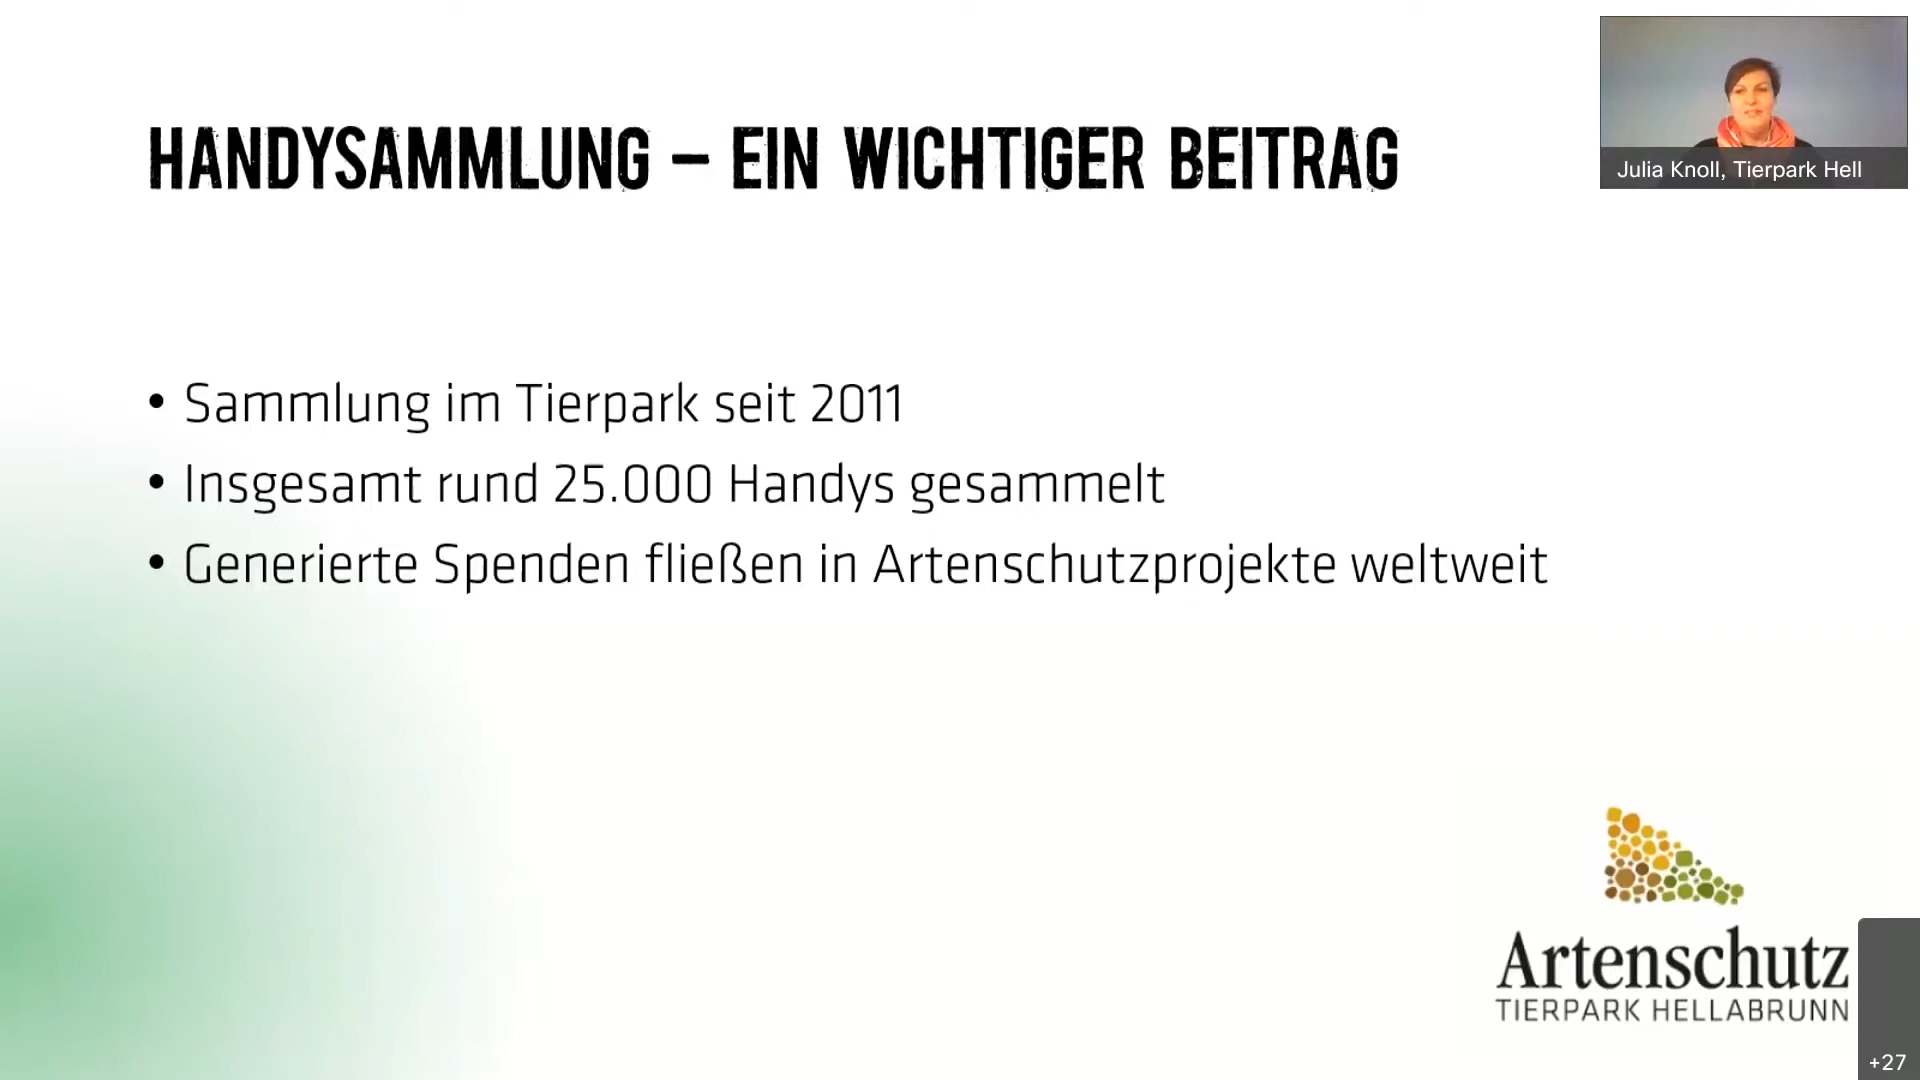 HANDYSAMMLUNG – EIN WICHTIGER BEITRAG
Julia Knoll, Tierpark Hell
• Sammlung im Tierpark seit 2011
• Insgesamt rund 25.000 Handys gesammelt
• Generierte Spenden fließen in Artenschutzprojekte weltweit
Artenschutz
TIERPARK HELLABRUNN
+27